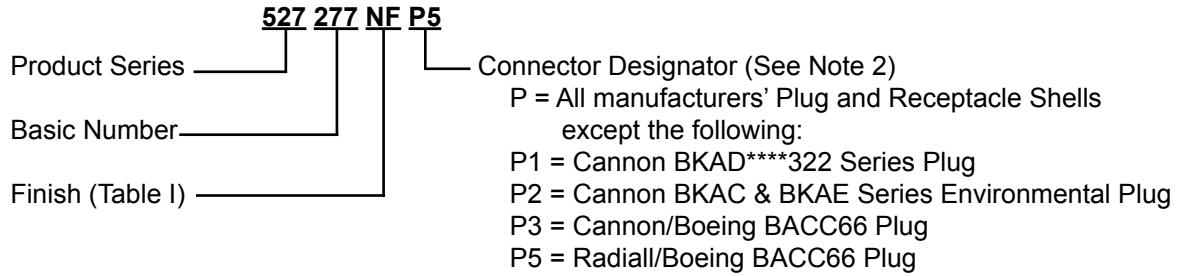 527 277 NF P5
Product Series
Connector Designator (See Note 2)
P = All manufacturers’ Plug and Receptacle Shells
except the following:
Basic Number
P1 = Cannon BKAD****322 Series Plug
Finish (Table I)
P2 = Cannon BKAC & BKAE Series Environmental Plug
P3 = Cannon/Boeing BACC66 Plug
P5 = Radiall/Boeing BACC66 Plug